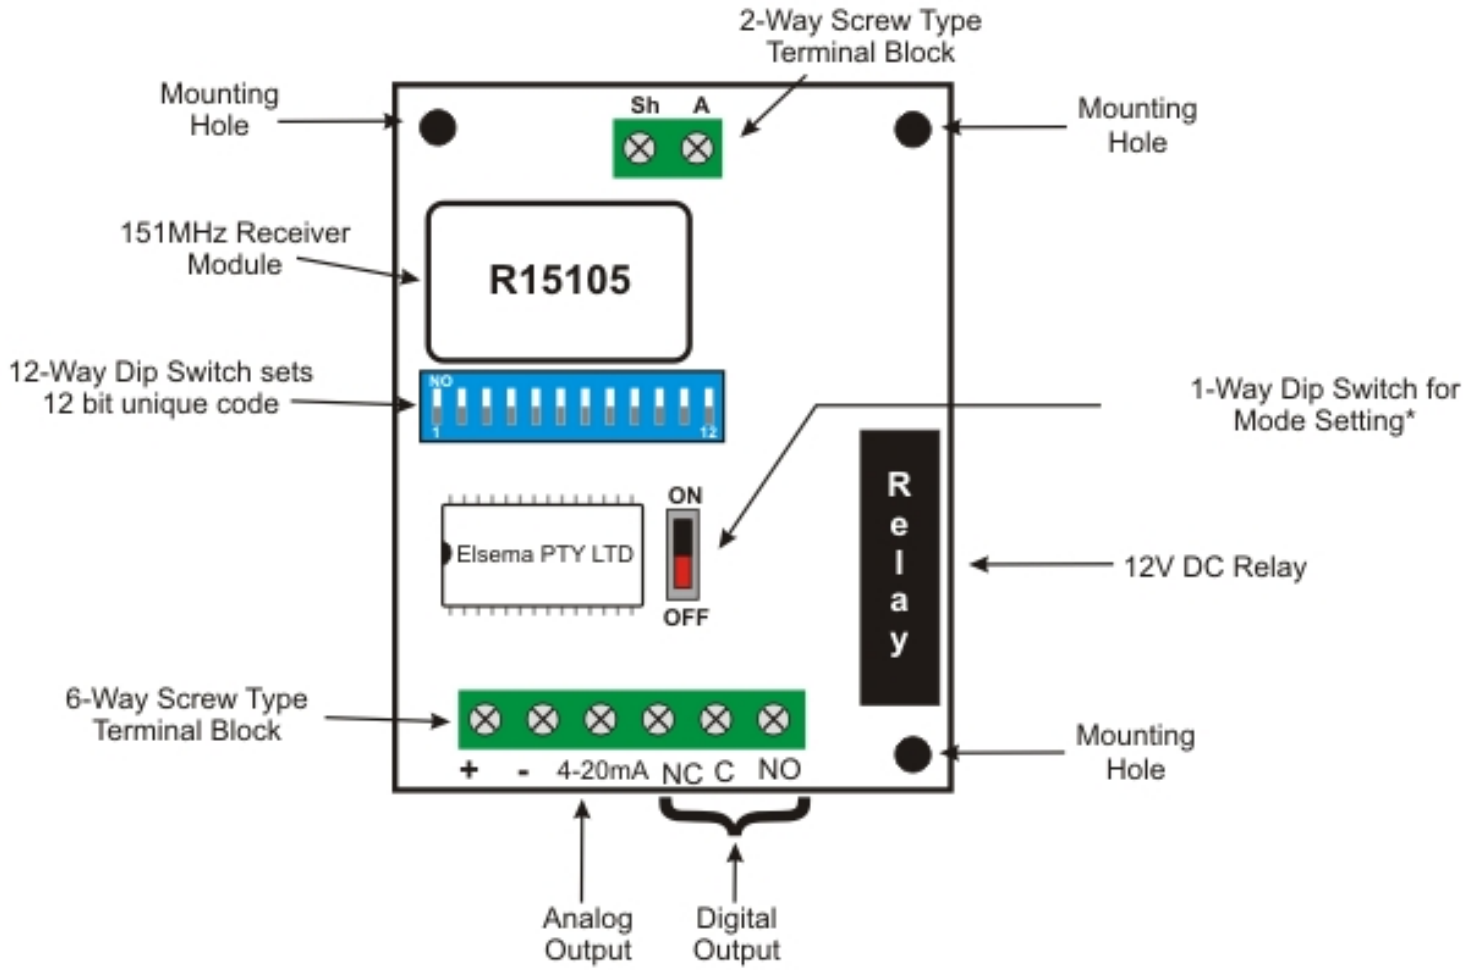 2-Way Screw Type
Terminal Block
Mounting
Hole
Mounting
Hole
Sh A
151MHz Receiver
Module
R15105
12-Way Dip Switch sets
12 bit unique code
NO
1 12
1-Way Dip Switch for
Mode Setting*
ON
Elsema PTY LTD
OFF
R
e
l
a
y
12V DC Relay
6-Way Screw Type
Terminal Block
+ - 4-20mA NC C NO
Mounting
Hole
Analog
Output
Digital
Output